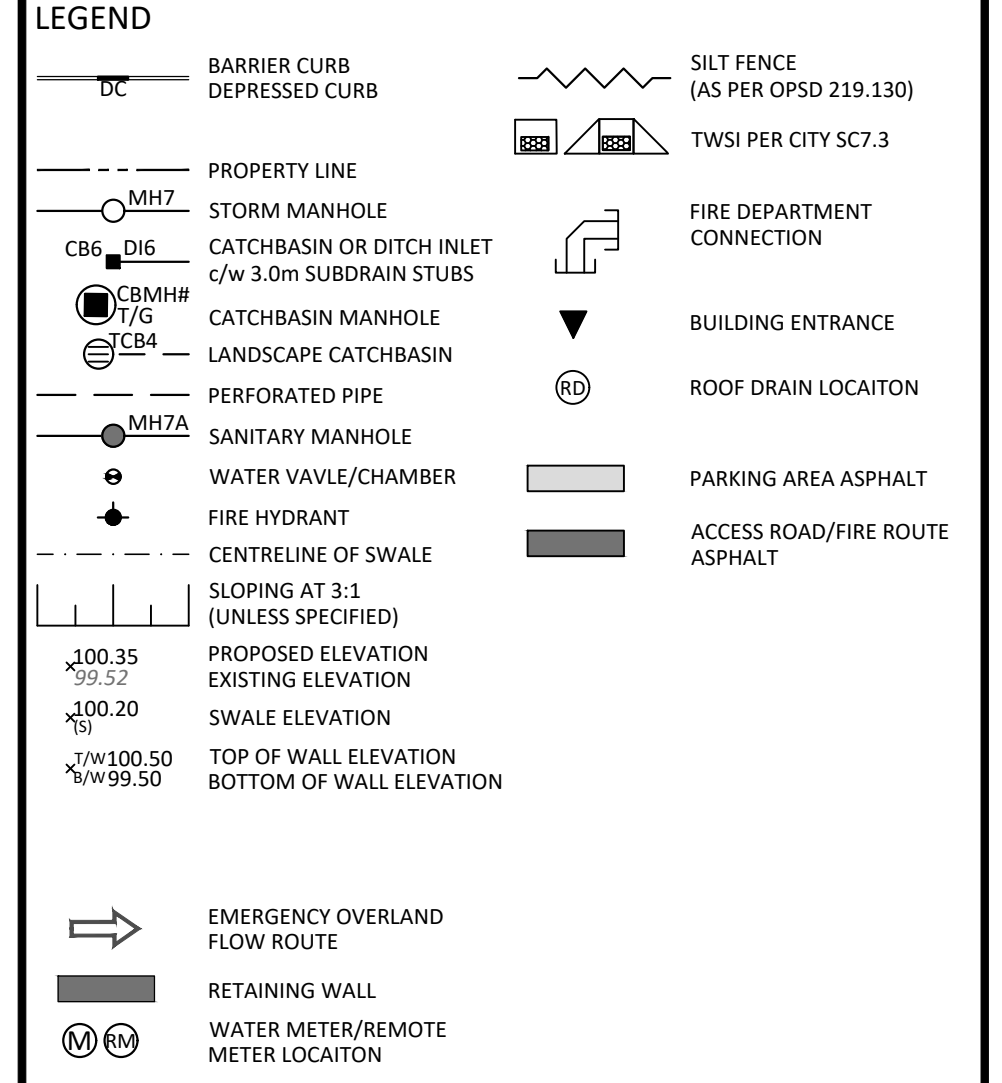 LEGEND
DC
BARRIER CURB
DEPRESSED CURB
PROPERTY LINE
MH7
STORM MANHOLE
CB6 DI6
CATCHBASIN OR DITCH INLET
c/w 3.0m SUBDRAIN STUBS
CBMH#
T/G
CATCHBASIN MANHOLE
TCB4
LANDSCAPE CATCHBASIN
PERFORATED PIPE
MH7A
SANITARY MANHOLE
WATER VAVLE/CHAMBER
FIRE HYDRANT
CENTRELINE OF SWALE
SLOPING AT 3:1
(UNLESS SPECIFIED)
100.35
99.52
PROPOSED ELEVATION
EXISTING ELEVATION
100.20
(S)
SWALE ELEVATION
T/W100.50
B/W99.50
TOP OF WALL ELEVATION
BOTTOM OF WALL ELEVATION
EMERGENCY OVERLAND
FLOW ROUTE
RETAINING WALL
M RM
WATER METER/REMOTE
METER LOCAITON
SILT FENCE
(AS PER OPSD 219.130)
TWSI PER CITY SC7.3
FIRE DEPARTMENT
CONNECTION
BUILDING ENTRANCE
RD
ROOF DRAIN LOCAITON
PARKING AREA ASPHALT
ACCESS ROAD/FIRE ROUTE
ASPHALT